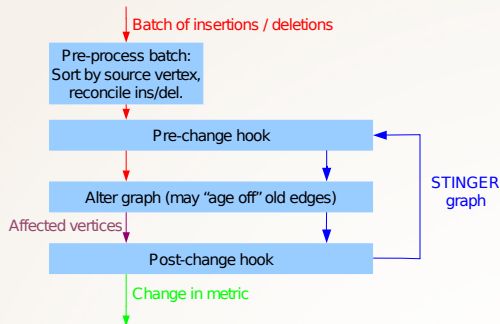 Batch of insertions / deletions
Pre-process batch:
Sort by source vertex,
reconcile ins/del.
Pre-change hook
STINGER
graph
Alter graph (may “age off” old edges)
Affected vertices
Post-change hook
Change in metric